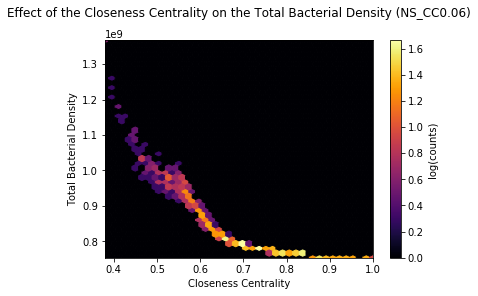 Effect of the Closeness Centrality on the Total Bacterial Density (NS_CC0.06)
1e9
1.3
1.2
1.1
1.0
0.9
0.8
Total Bacterial Density
0.4 0.5 0.6 0.7 0.8 0.9 1.0
Closeness Centrality
1.6
1.4
1.2
1.0
0.8
0.6
0.4
0.2
0.0
log(counts)